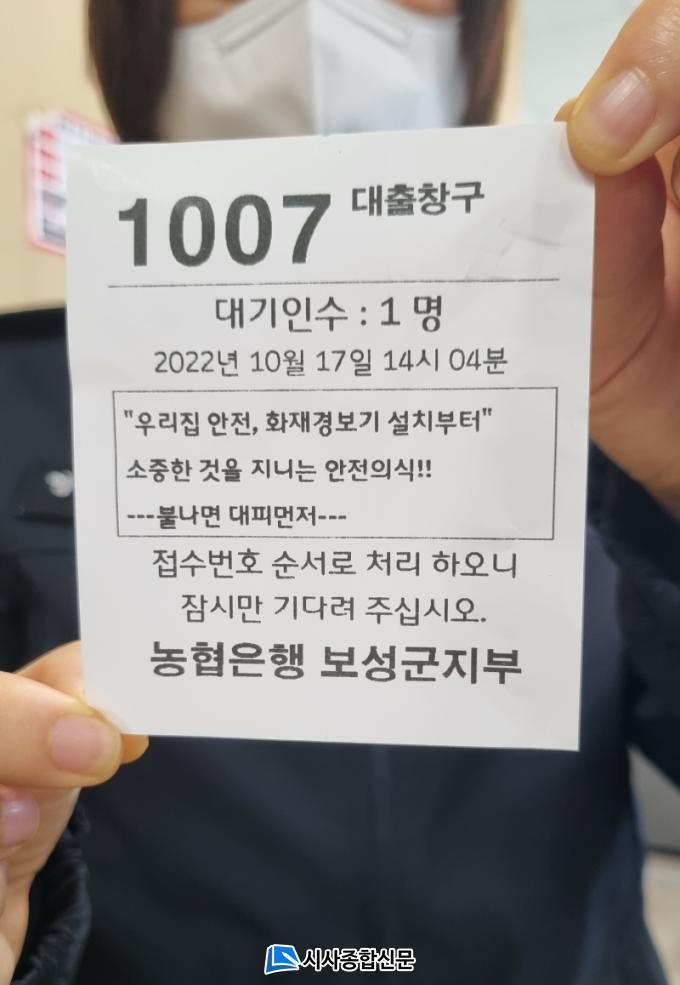 1007 대출창구
대기인수 : 1 명
2022년 10월 17일 14시 04분
"우리집 안전, 화재경보기 설치부터"
소중한 것을 지니는 안전의식!!
---불나면 대피먼저---
접수번호 순서로 처리 하오니
잠시만 기다려 주십시오.
농협은행 보성군지부
시사종합신문